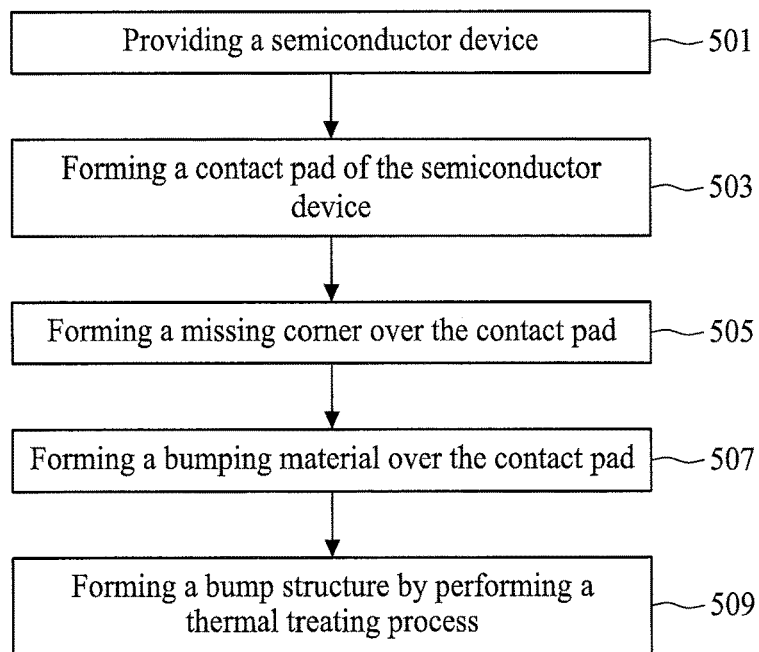 Providing a semiconductor device
501
Forming a contact pad of the semiconductor
device
503
Forming a missing corner over the contact pad
505
Forming a bumping material over the contact pad
507
Forming a bump structure by performing a
thermal treating process
509